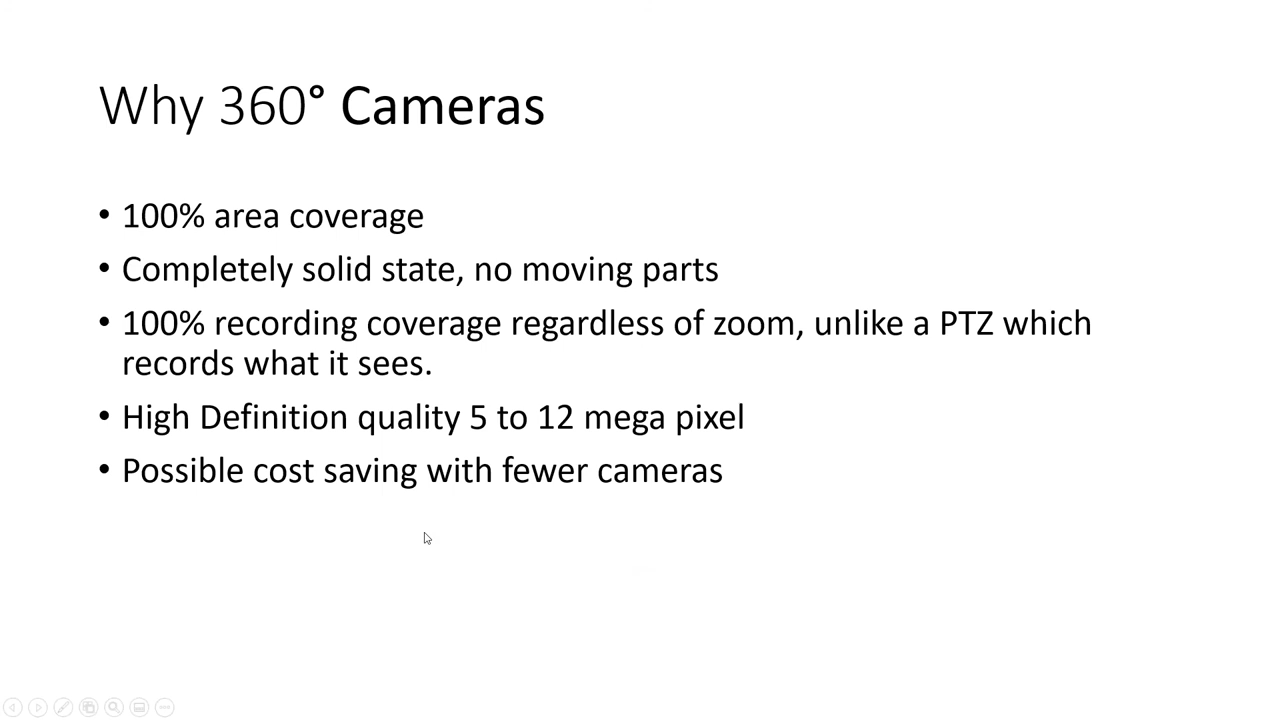 Why 360° Cameras
• 100% area coverage
• Completely solid state, no moving parts
• 100% recording coverage regardless of zoom, unlike a PTZ which
records what it sees.
• High Definition quality 5 to 12 mega pixel
• Possible cost saving with fewer cameras